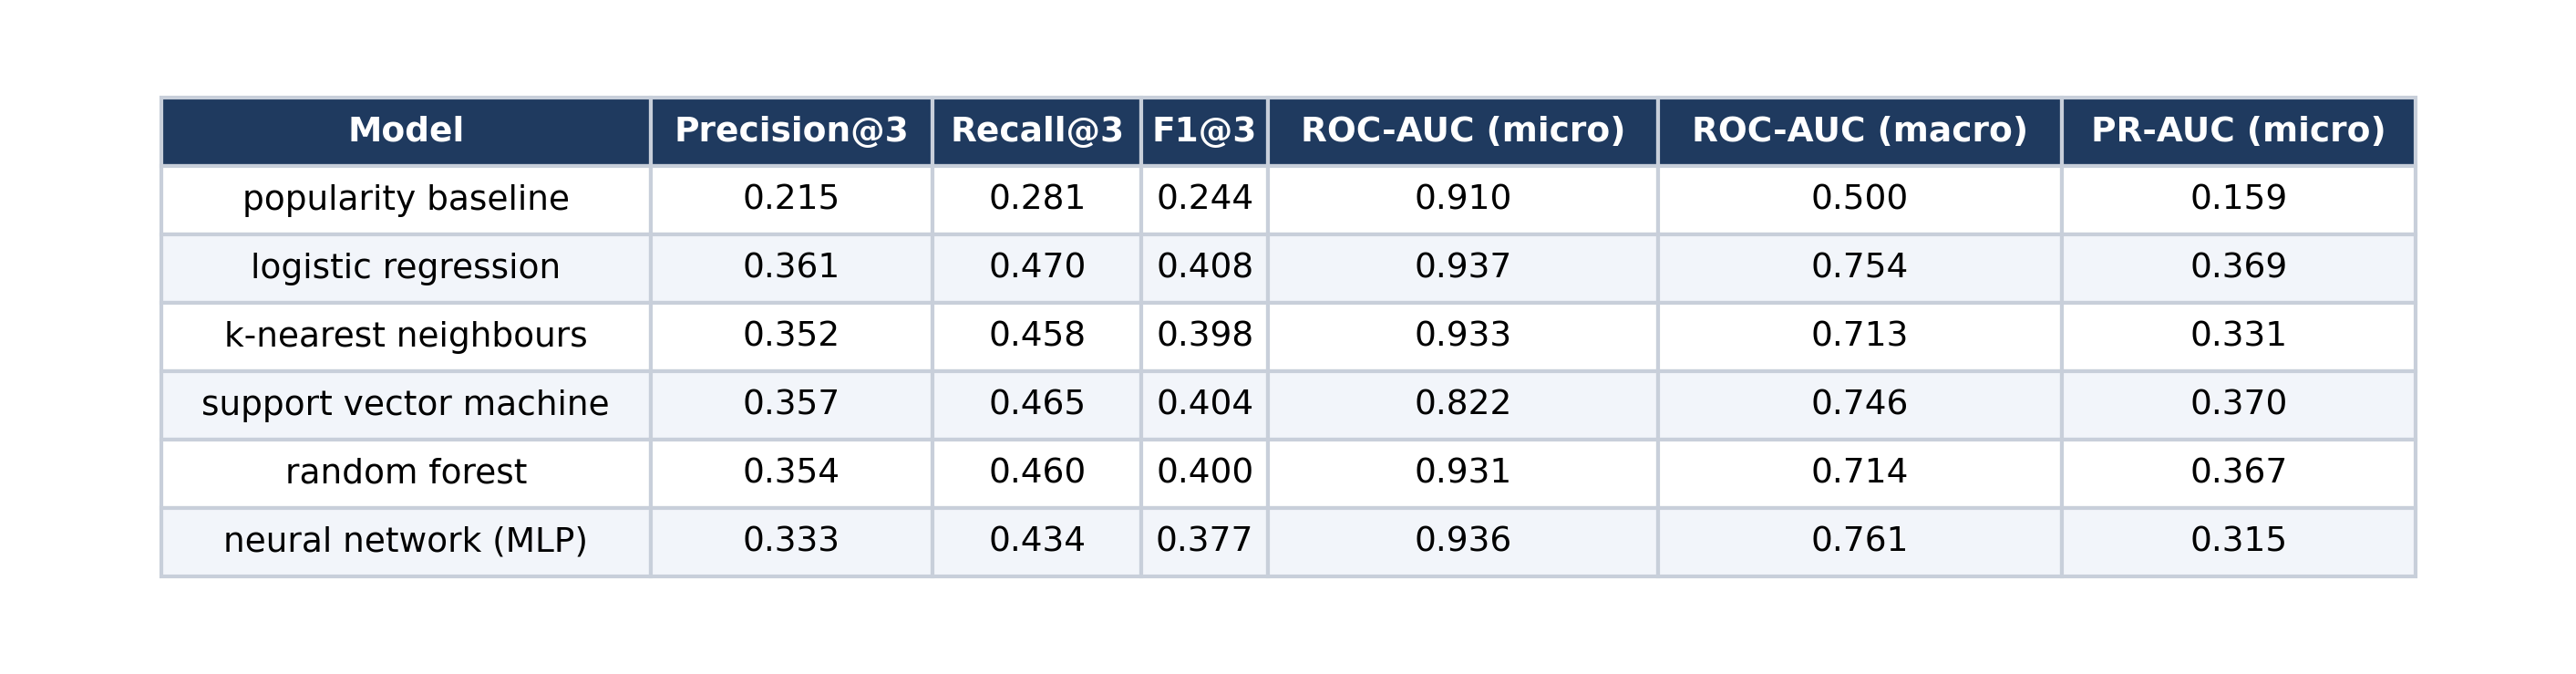 Model Precision@3 Recall@3 F1@3 ROC-AUC (micro) ROC-AUC (macro) PR-AUC (micro)
popularity baseline 0.215 0.281 0.244 0.910 0.500 0.159
logistic regression 0.361 0.470 0.408 0.937 0.754 0.369
k-nearest neighbours 0.352 0.458 0.398 0.933 0.713 0.331
support vector machine 0.357 0.465 0.404 0.822 0.746 0.370
random forest 0.354 0.460 0.400 0.931 0.714 0.367
neural network (MLP) 0.333 0.434 0.377 0.936 0.761 0.315